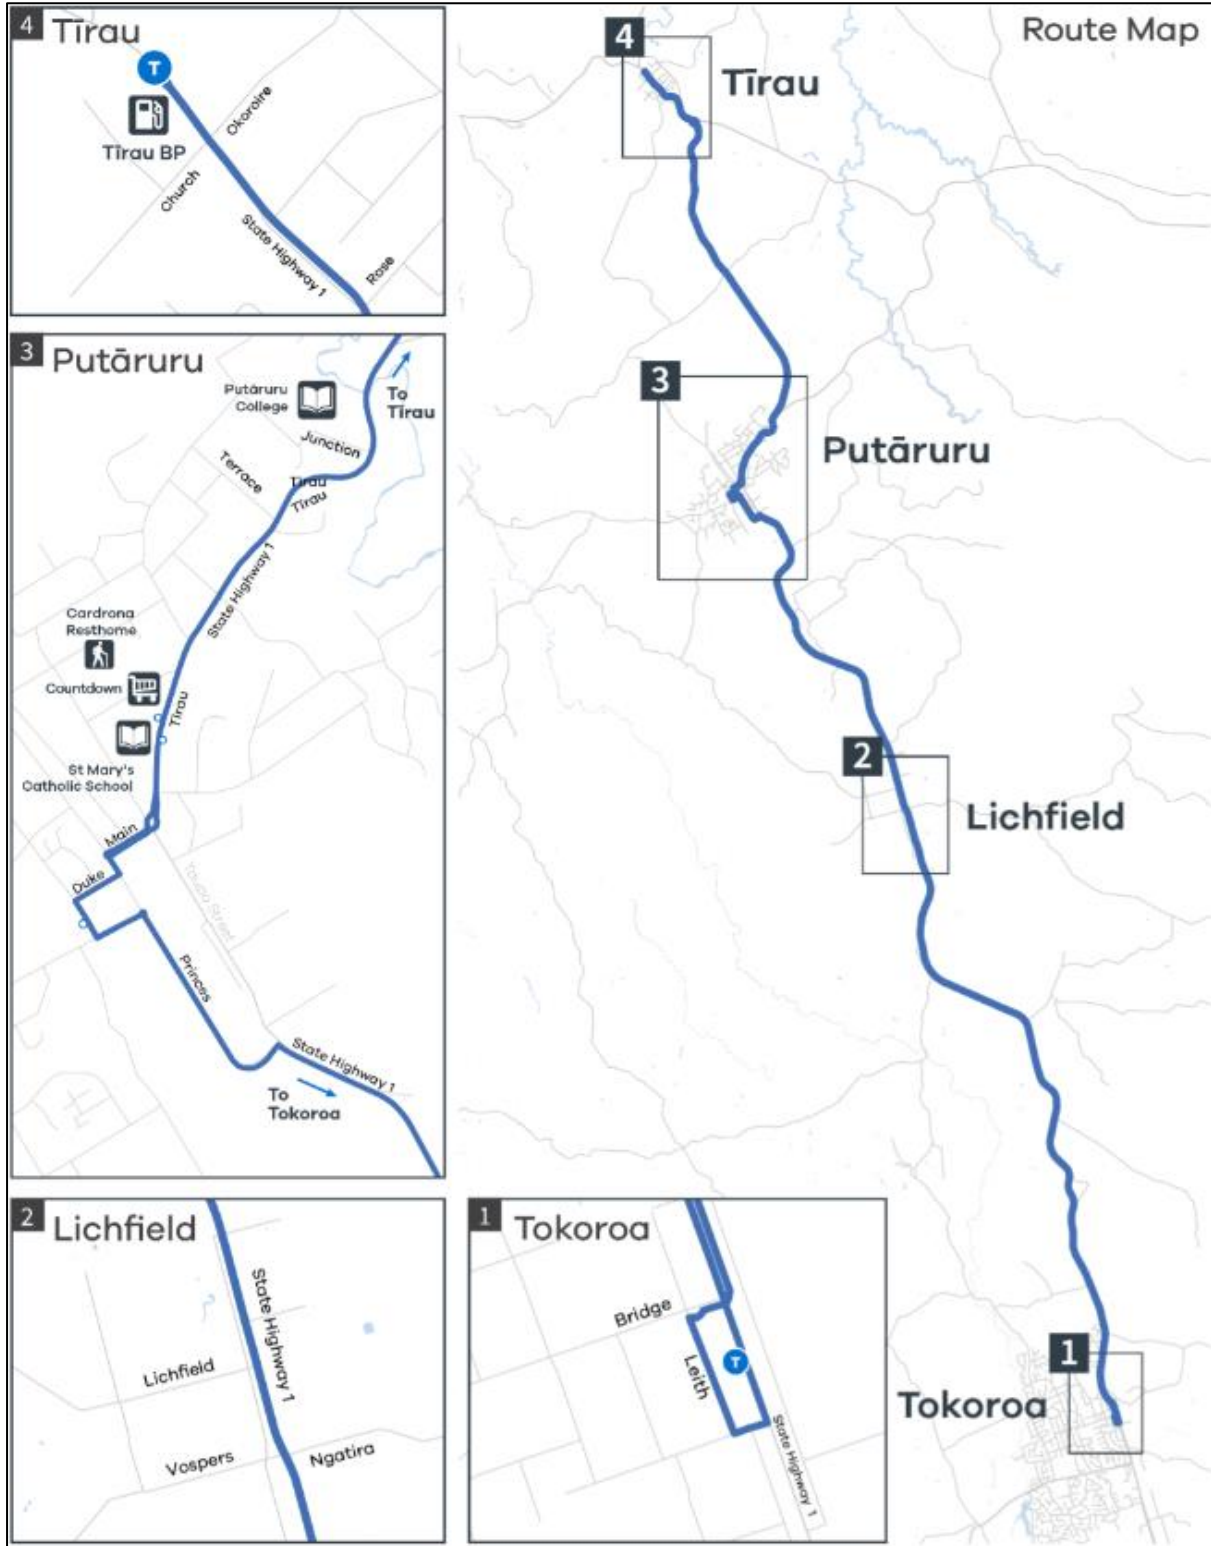 Route Map
4
Tīrau
T
Tīrau BP
Okoroire
Church
State Highway 1
Rose
3
Putāruru
Putāruru
College
To
Tīrau
Junction
Terrace
Tīrau
Tīrau
State Highway 1
Cardrona
Resthome
Countdown
Tīrau
St Mary's
Catholic School
Main
Duke
Princes
State Highway 1
To
Tokoroa
2
Lichfield
State Highway 1
Lichfield
Vospers
Ngatira
1
Tokoroa
Bridge
T
Leith
State Highway 1
4
Tīrau
3
Putāruru
2
Lichfield
1
Tokoroa